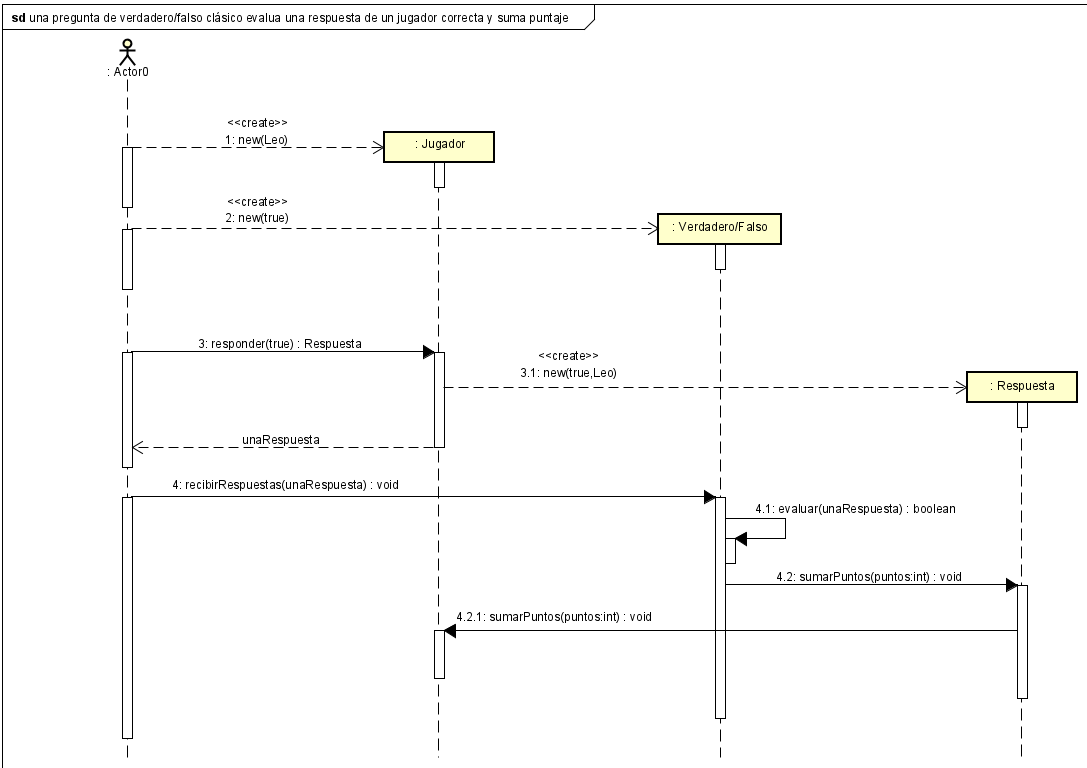 sd una pregunta de verdadero/falso clásico evalua una respuesta de un jugador correcta y suma puntaje
: Actor0
<<create>>
1: new(Leo)
: Jugador
<<create>>
2: new(true)
: Verdadero/Falso
3: responder(true) : Respuesta
<<create>>
3.1: new(true,Leo)
: Respuesta
unaRespuesta
4: recibirRespuestas(unaRespuesta) : void
4.1: evaluar(unaRespuesta) : boolean
4.2: sumarPuntos(puntos:int) : void
4.2.1: sumarPuntos(puntos:int) : void